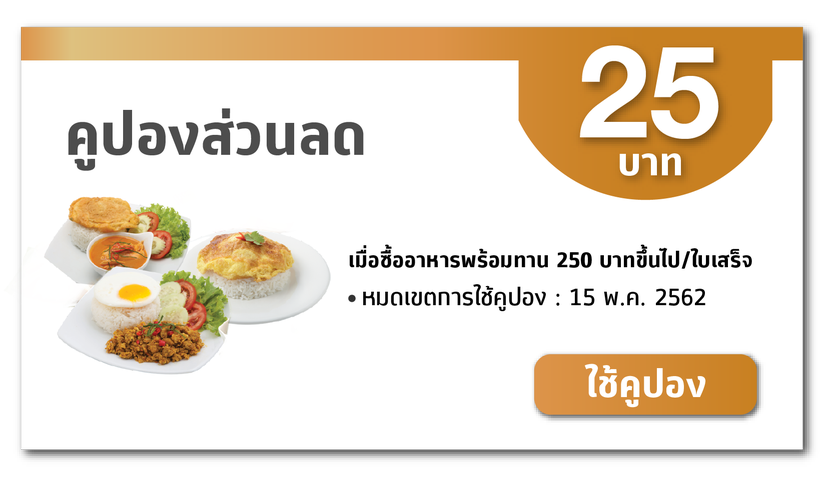 คูปองส่วนลด
25
บาท
เมื่อซื้ออาหารพร้อมทาน 250 บาทขึ้นไป/ใบเสร็จ
• หมดเขตการใช้คูปอง : 15 พ.ค. 2562
ใช้คูปอง